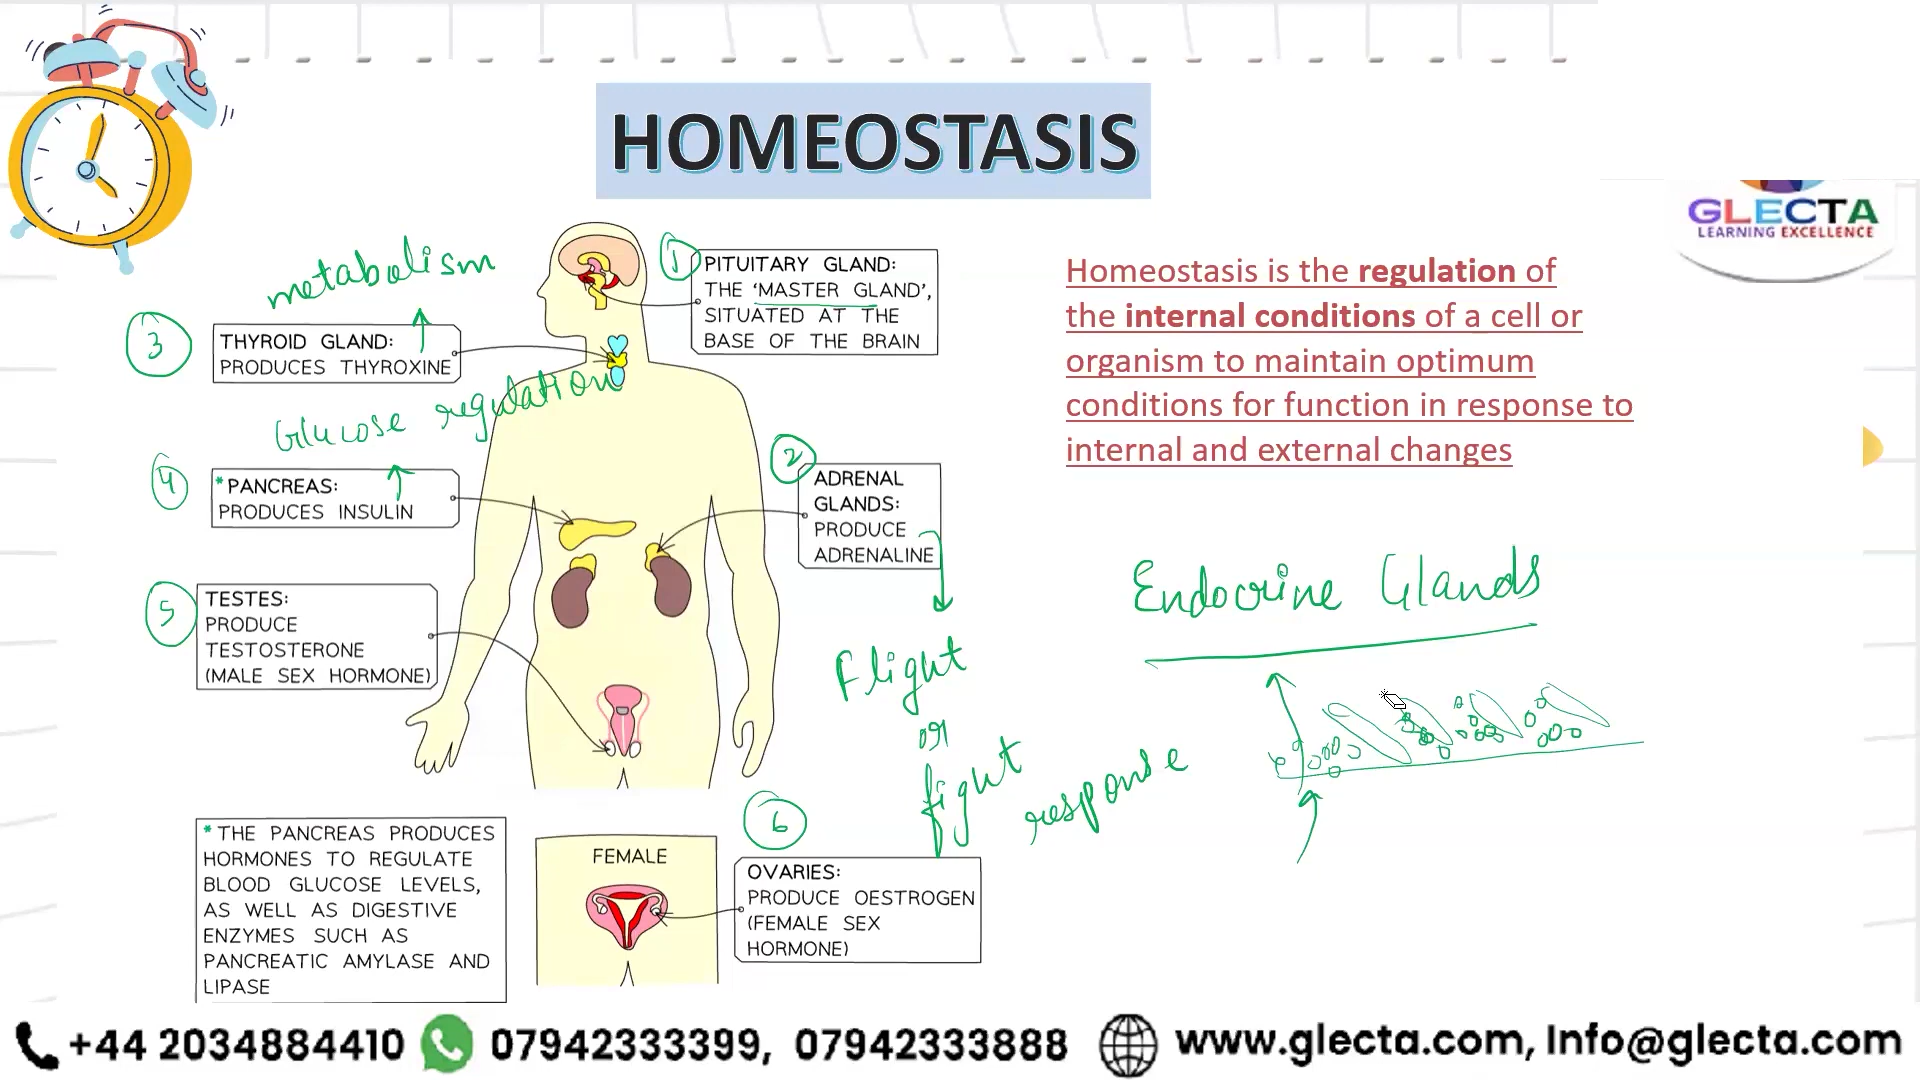 HOMEOSTASIS
GLECTA
LEARNING EXCELLENCE
Homeostasis is the regulation of
the internal conditions of a cell or
organism to maintain optimum
conditions for function in response to
internal and external changes
metabolism
1
PITUITARY GLAND:
THE ‘MASTER GLAND’,
SITUATED AT THE
BASE OF THE BRAIN
3
THYROID GLAND:
PRODUCES THYROXINE
Glucose regulation
4
*PANCREAS:
PRODUCES INSULIN
2
ADRENAL
GLANDS:
PRODUCE
ADRENALINE
5
TESTES:
PRODUCE
TESTOSTERONE
(MALE SEX HORMONE)
Endocrine Glands
Flight
or
fight
response
6
*THE PANCREAS PRODUCES
HORMONES TO REGULATE
BLOOD GLUCOSE LEVELS,
AS WELL AS DIGESTIVE
ENZYMES SUCH AS
PANCREATIC AMYLASE AND
LIPASE
FEMALE
OVARIES:
PRODUCE OESTROGEN
(FEMALE SEX
HORMONE)
+44 2034884410 07942333399, 07942333888 www.glecta.com, Info@glecta.com